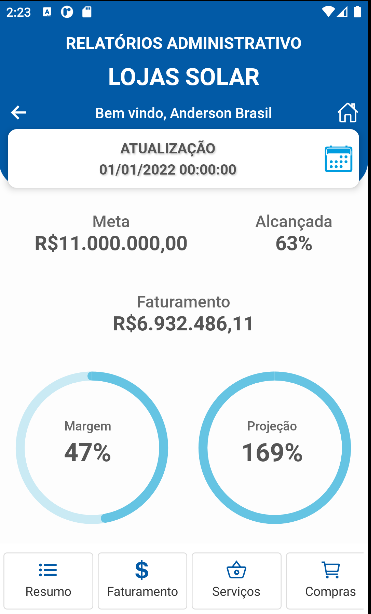 2:23
RELATÓRIOS ADMINISTRATIVO
LOJAS SOLAR
Bem vindo, Anderson Brasil
ATUALIZAÇÃO
01/01/2022 00:00:00
Meta
R$11.000.000,00
Alcançada
63%
Faturamento
R$6.932.486,11
Margem
47%
Projeção
169%
Resumo
Faturamento
Serviços
Compras